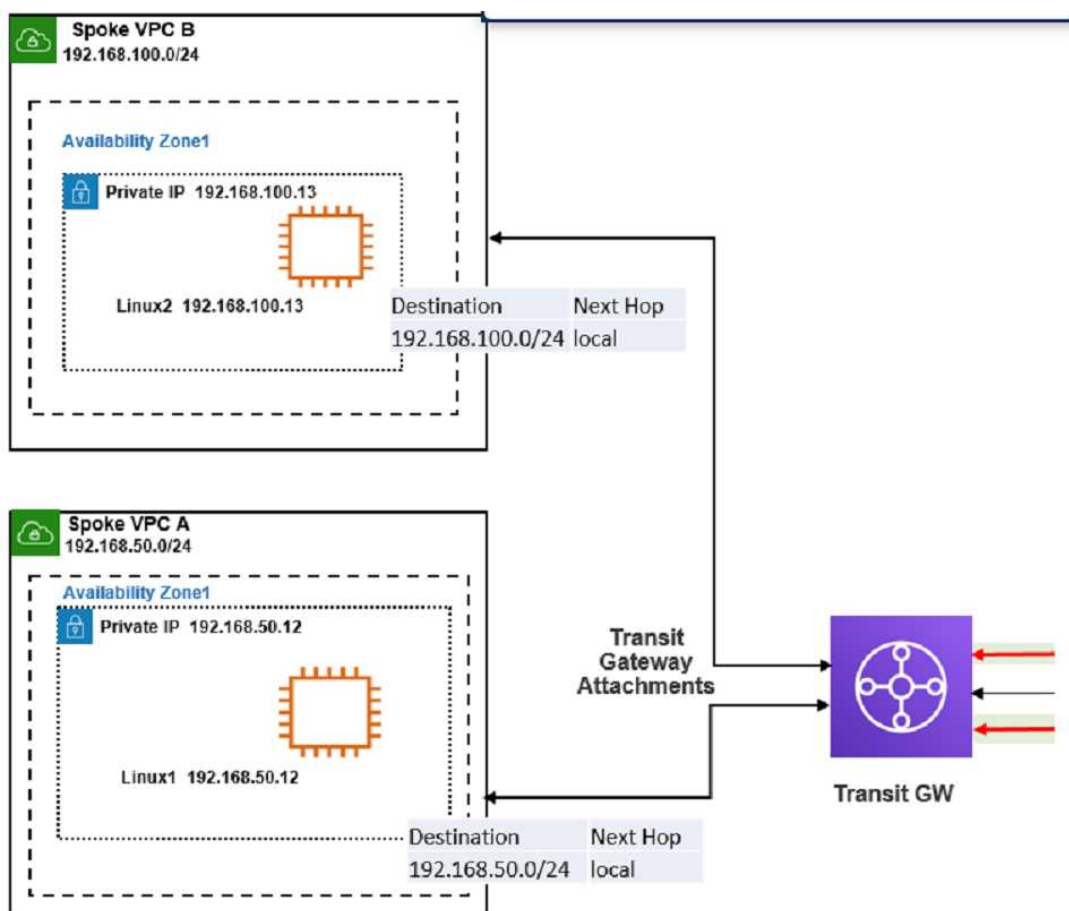 Spoke VPC B
192.168.100.0/24
Availability Zone1
Private IP 192.168.100.13
Linux2 192.168.100.13
Destination Next Hop
192.168.100.0/24 local
Spoke VPC A
192.168.50.0/24
Availability Zone1
Private IP 192.168.50.12
Linux1 192.168.50.12
Destination Next Hop
192.168.50.0/24 local
Transit
Gateway
Attachments
Transit GW